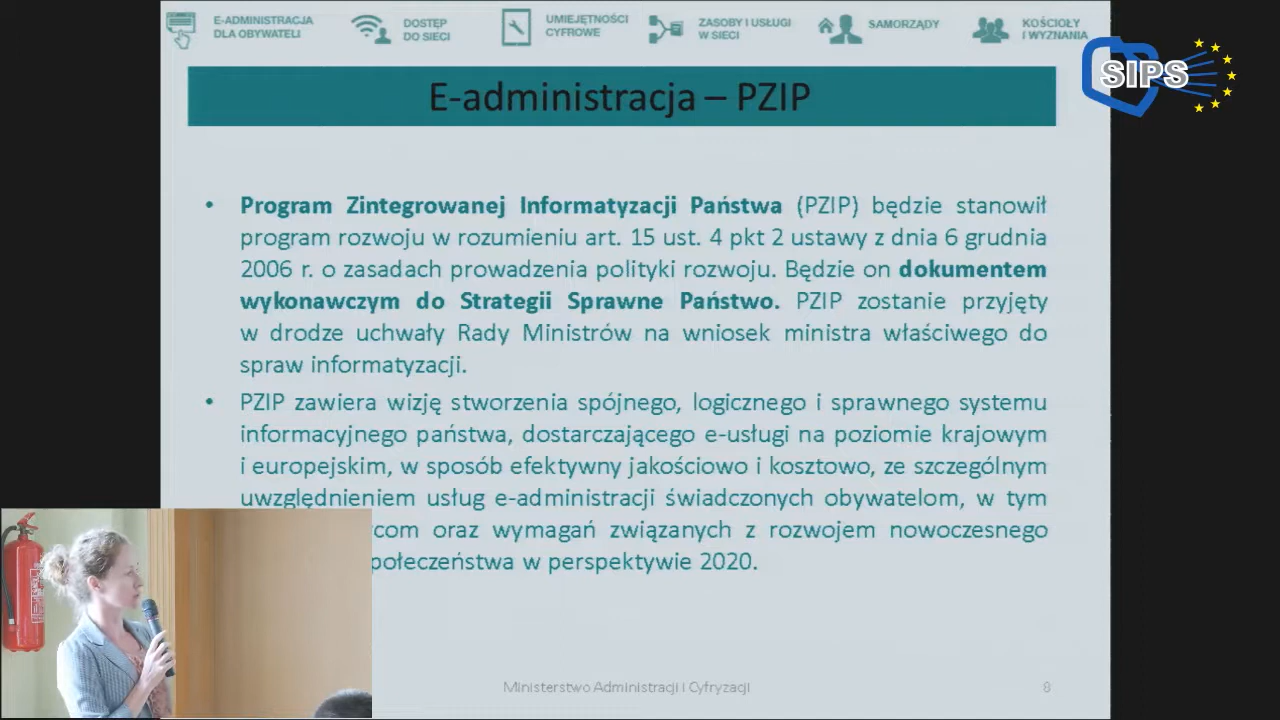 E-ADMINISTRACJA
DLA OBYWATELI
DOSTĘP
DO SIECI
UMIEJĘTNOŚCI
CYFROWE
ZASOBY I USŁUGI
W SIECI
SAMORZĄDY
KOŚCIOŁY
I WYZNANIA
SIPS
E-administracja – PZIP
• Program Zintegrowanej Informatyzacji Państwa (PZIP) będzie stanowił
program rozwoju w rozumieniu art. 15 ust. 4 pkt 2 ustawy z dnia 6 grudnia
2006 r. o zasadach prowadzenia polityki rozwoju. Będzie on dokumentem
wykonawczym do Strategii Sprawne Państwo. PZIP zostanie przyjęty
w drodze uchwały Rady Ministrów na wniosek ministra właściwego do
spraw informatyzacji.
• PZIP zawiera wizję stworzenia spójnego, logicznego i sprawnego systemu
informacyjnego państwa, dostarczającego e-usługi na poziomie krajowym
i europejskim, w sposób efektywny jakościowo i kosztowo, ze szczególnym
uwzględnieniem usług e-administracji świadczonych obywatelom, w tym
com oraz wymagań związanych z rozwojem nowoczesnego
połeczeństwa w perspektywie 2020.
Ministerstwo Administracji i Cyfryzacji
8